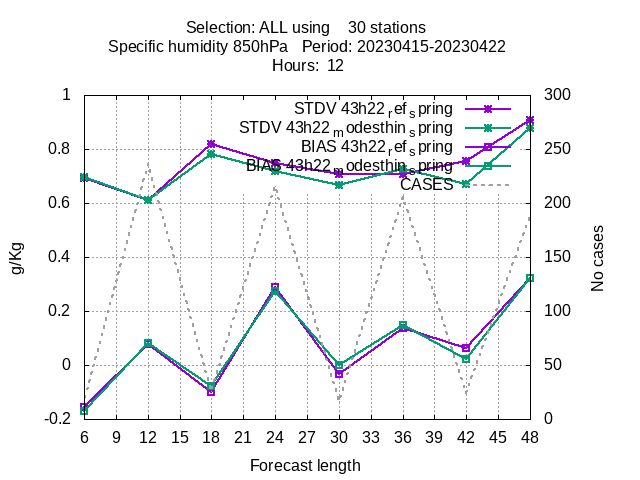 Selection: ALL using    30 stations
Specific humidity 850hPa   Period: 20230415-20230422
Hours:  12
STDV 43h22_ref_spring
STDV 43h22_modesthin_spring
BIAS 43h22_ref_spring
BIAS 43h22_modesthin_spring
CASES
g/Kg
1
0.8
0.6
0.4
0.2
0
-0.2
300
250
200
150
100
50
0
No cases
6 9 12 15 18 21 24 27 30 33 36 39 42 45 48
Forecast length